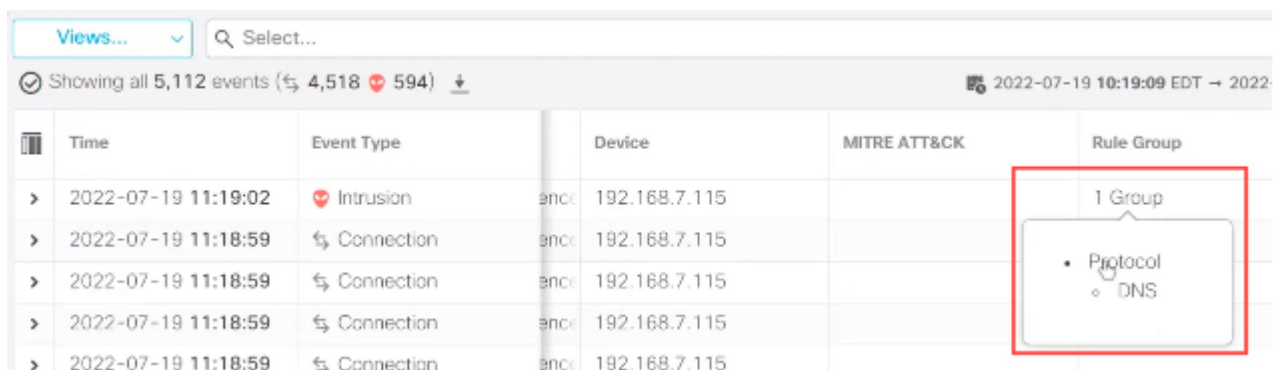 Views... Select...
Showing all 5,112 events (4,518 594) 2022-07-19 10:19:09 EDT → 2022-
Time Event Type Device MITRE ATT&CK Rule Group
2022-07-19 11:19:02 Intrusion 192.168.7.115 1 Group
2022-07-19 11:18:59 Connection 192.168.7.115
• Protocol
2022-07-19 11:18:59 Connection 192.168.7.115
◦ DNS
2022-07-19 11:18:59 Connection 192.168.7.115
2022-07-19 11:18:59 Connection 192.168.7.115